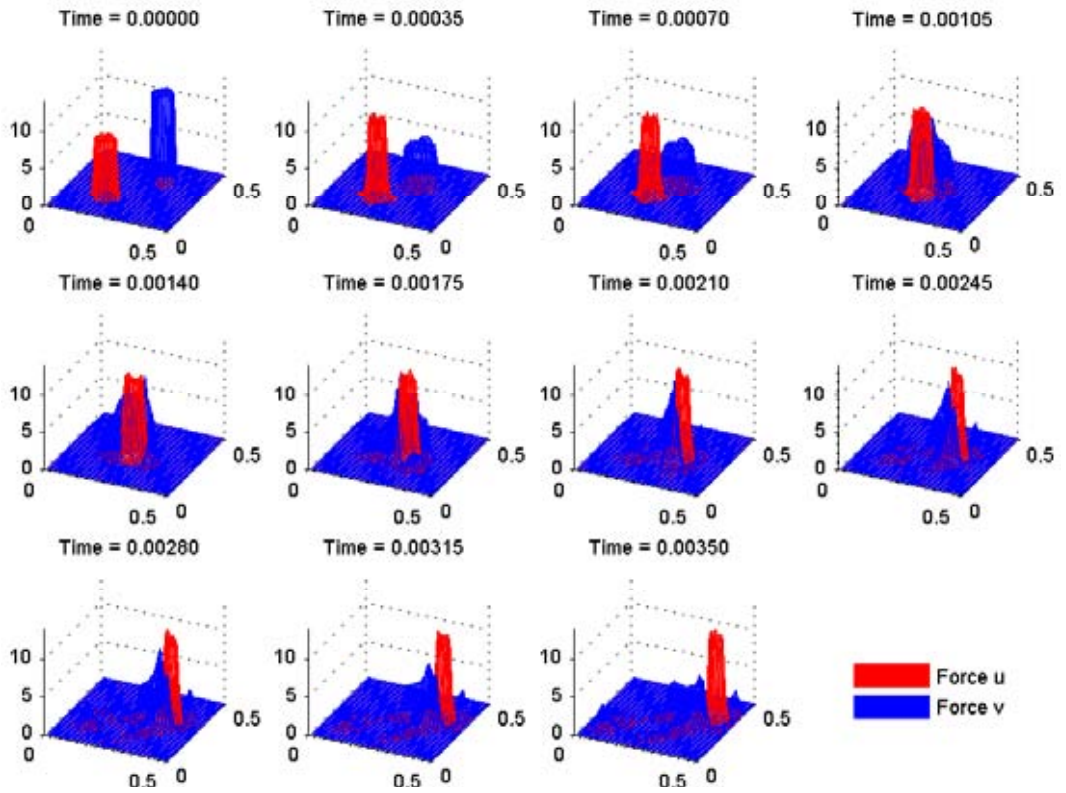 Time = 0.00000 Time = 0.00035 Time = 0.00070 Time = 0.00105
10 10 10 10
5 5 5 5
0 0.5 0 0.5 0 0.5 0 0.5
0 0 0 0
0.5 0 0.5 0 0.5 0 0.5 0
Time = 0.00140 Time = 0.00175 Time = 0.00210 Time = 0.00245
10 10 10 10
5 5 5 5
0 0.5 0 0.5 0 0.5 0 0.5
0 0 0 0
0.5 0 0.5 0 0.5 0 0.5 0
Time = 0.00280 Time = 0.00315 Time = 0.00350
10 10 10
5 5 5
0 0.5 0 0.5 0 0.5
0 0 0
0.5 0 0.5 0 0.5 0
Force u
Force v